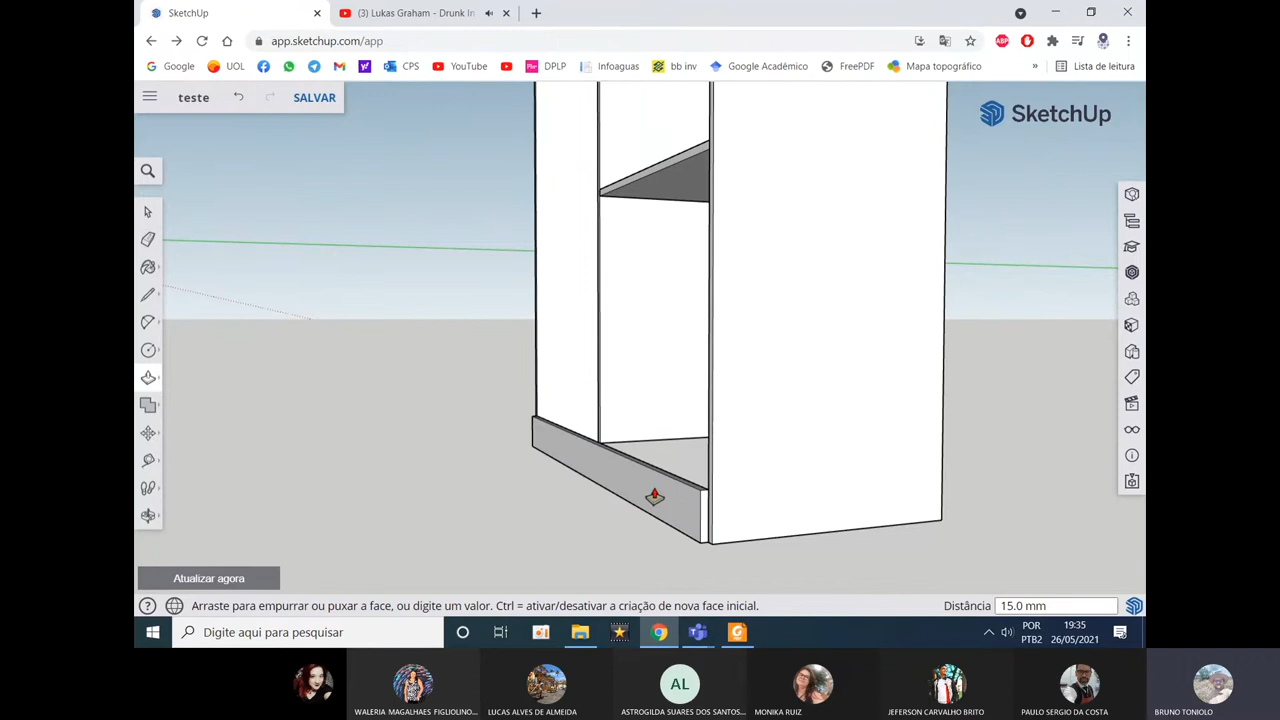 SketchUp
(3) Lukas Graham - Drunk In
app.sketchup.com/app
ABP
Google
UOL
CPS
YouTube
DPLP
Infoaguas
bb inv
Google Acadêmico
FreePDF
Mapa topográfico
»
Lista de leitura
teste
SALVAR
SketchUp
Atualizar agora
Arraste para empurrar ou puxar a face, ou digite um valor. Ctrl = ativar/desativar a criação de nova face inicial.
Distância
15.0 mm
Digite aqui para pesquisar
POR
PTB2
19:35
26/05/2021
AL
WALERIA MAGALHAES FIGLIOLINO...
LUCAS ALVES DE ALMEIDA
ASTROGILDA SUARES DOS SANTOS...
MONIKA RUIZ
JEFERSON CARVALHO BRITO
PAULO SERGIO DA COSTA
BRUNO TONIOLO